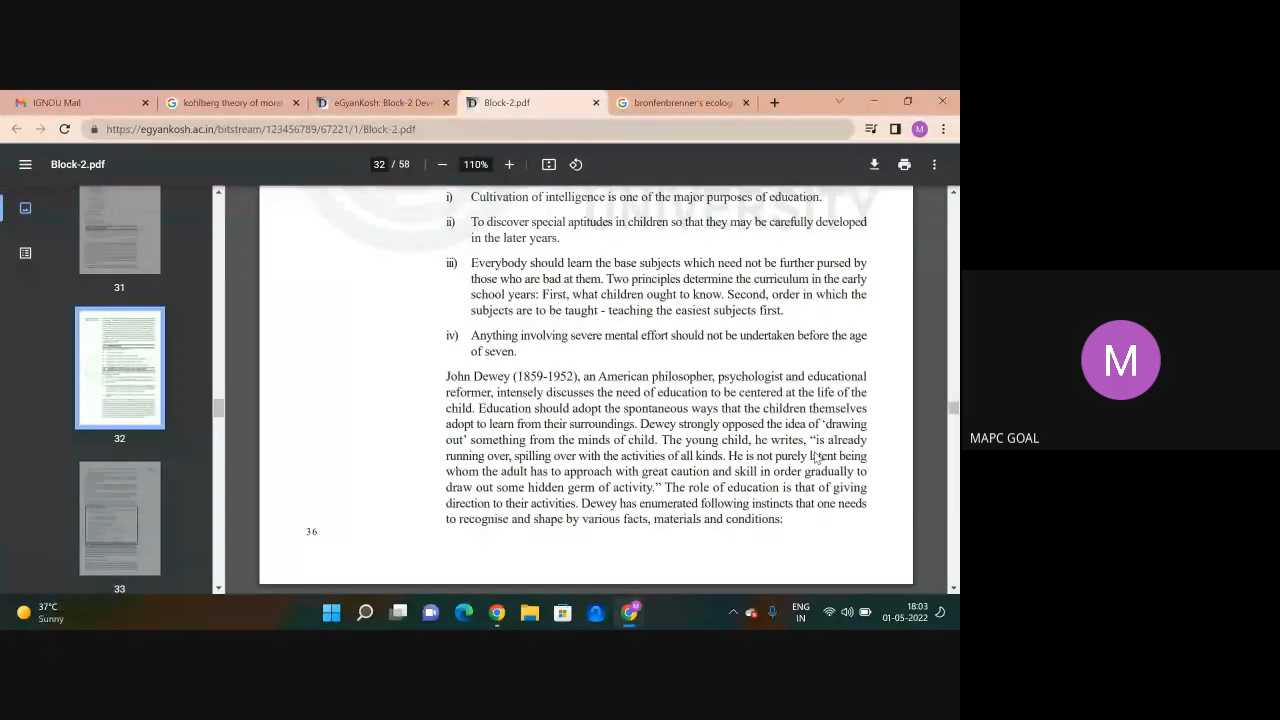 IGNOU Mail
kohlberg theory of mora
eGyanKosh: Block-2 Deve
Block-2.pdf
bronfenbrenner's ecolog
https://egyankosh.ac.in/bitstream/123456789/67221/1/Block-2.pdf
M
Block-2.pdf
32 / 58
110%
31
32
33
UNIVERSITY
i) Cultivation of intelligence is one of the major purposes of education.
ii) To discover special aptitudes in children so that they may be carefully developed
in the later years.
iii) Everybody should learn the base subjects which need not be further pursed by
those who are bad at them. Two principles determine the curriculum in the early
school years: First, what children ought to know. Second, order in which the
subjects are to be taught - teaching the easiest subjects first.
iv) Anything involving severe mental effort should not be undertaken before the age
of seven.
John Dewey (1859-1952), an American philosopher, psychologist and educational
reformer, intensely discusses the need of education to be centered at the life of the
child. Education should adopt the spontaneous ways that the children themselves
adopt to learn from their surroundings. Dewey strongly opposed the idea of 'drawing
out' something from the minds of child. The young child, he writes, "is already
running over, spilling over with the activities of all kinds. He is not purely latent being
whom the adult has to approach with great caution and skill in order gradually to
draw out some hidden germ of activity." The role of education is that of giving
direction to their activities. Dewey has enumerated following instincts that one needs
to recognise and shape by various facts, materials and conditions:
36
M
MAPC GOAL
37°C
Sunny
ENG
IN
18:03
01-05-2022